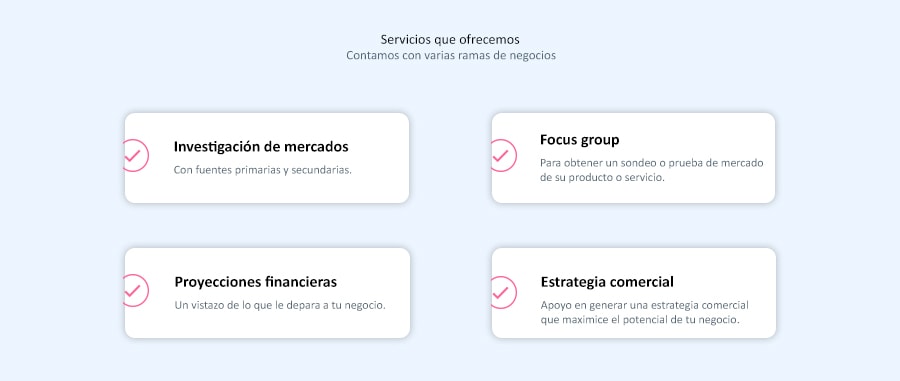 Servicios que ofrecemos
Contamos con varias ramas de negocios
Investigación de mercados
Con fuentes primarias y secundarias.
Focus group
Para obtener un sondeo o prueba de mercado
de su producto o servicio.
Proyecciones financieras
Un vistazo de lo que le depara a tu negocio.
Estrategia comercial
Apoyo en generar una estrategia comercial
que maximice el potencial de tu negocio.